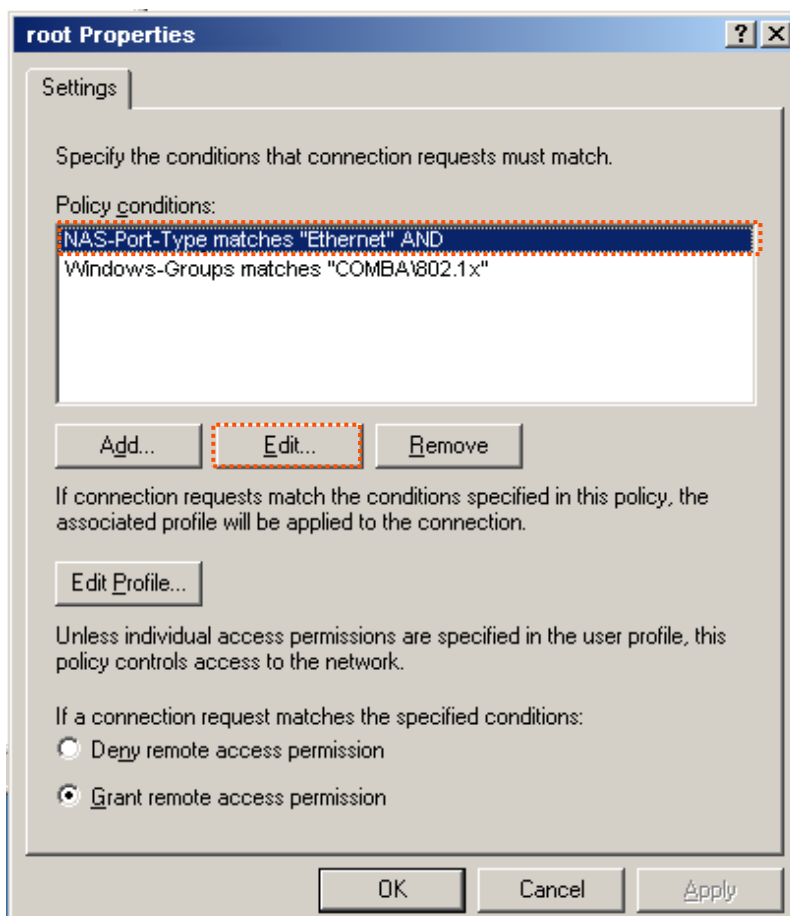 root Properties
Settings
Specify the conditions that connection requests must match.
Policy conditions:
NAS-Port-Type matches "Ethernet" AND
Windows-Groups matches "COMBA\802.1x"
Add... Edit... Remove
If connection requests match the conditions specified in this policy, the
associated profile will be applied to the connection.
Edit Profile...
Unless individual access permissions are specified in the user profile, this
policy controls access to the network.
If a connection request matches the specified conditions:
Deny remote access permission
Grant remote access permission
OK Cancel Apply